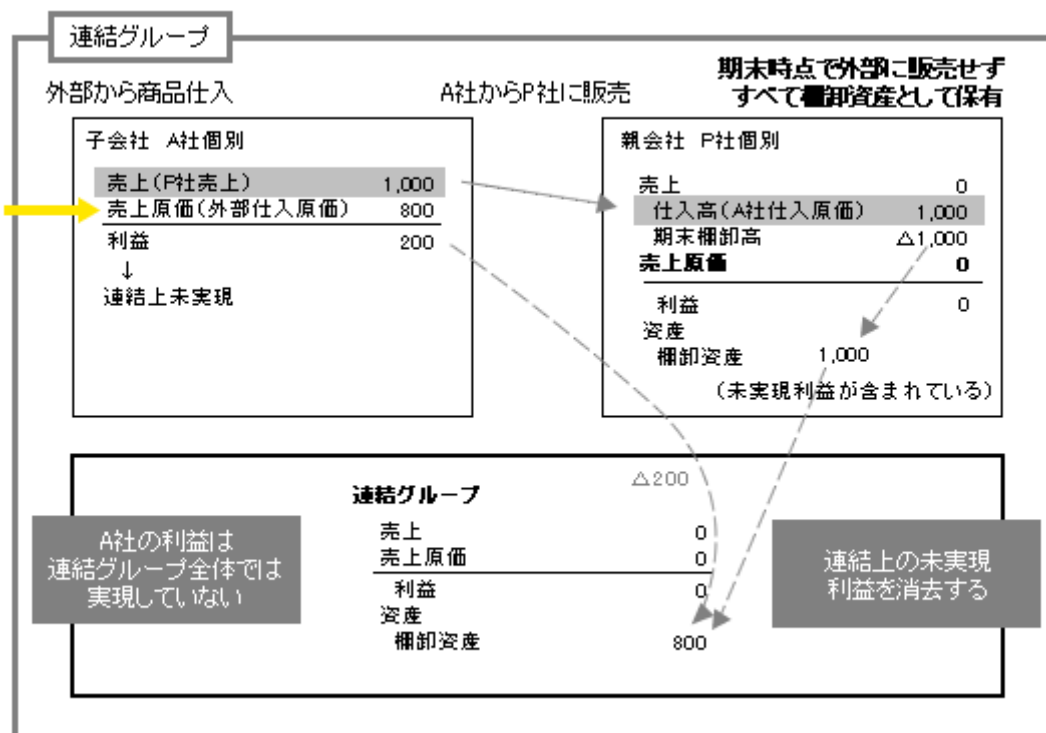 連結グループ
外部から商品仕入
A社からP社に販売
期末時点で外部に販売せず
すべて棚卸資産として保有
子会社 A社個別
売上(P社売上) 1,000
売上原価(外部仕入原価) 800
利益 200
↓
連結上未実現
親会社 P社個別
売上 0
仕入高(A社仕入原価) 1,000
期末棚卸高 △1,000
売上原価 0
利益 0
資産
棚卸資産 1,000
(未実現利益が含まれている)
△200
連結グループ
売上 0
売上原価 0
利益 0
資産
棚卸資産 800
A社の利益は
連結グループ全体では
実現していない
連結上の未実現
利益を消去する